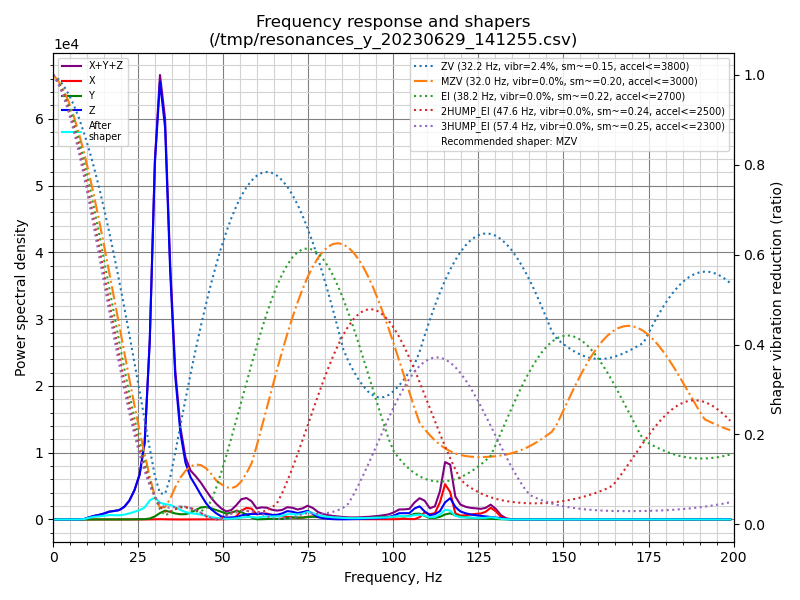 Frequency response and shapers
(/tmp/resonances_y_20230629_141255.csv)
1e4
X+Y+Z
X
Y
Z
After
shaper
ZV (32.2 Hz, vibr=2.4%, sm~=0.15, accel<=3800)
MZV (32.0 Hz, vibr=0.0%, sm~=0.20, accel<=3000)
EI (38.2 Hz, vibr=0.0%, sm~=0.22, accel<=2700)
2HUMP_EI (47.6 Hz, vibr=0.0%, sm~=0.24, accel<=2500)
3HUMP_EI (57.4 Hz, vibr=0.0%, sm~=0.25, accel<=2300)
Recommended shaper: MZV
Power spectral density
6
5
4
3
2
1
0
1.0
0.8
0.6
0.4
0.2
0.0
Shaper vibration reduction (ratio)
0 25 50 75 100 125 150 175 200
Frequency, Hz